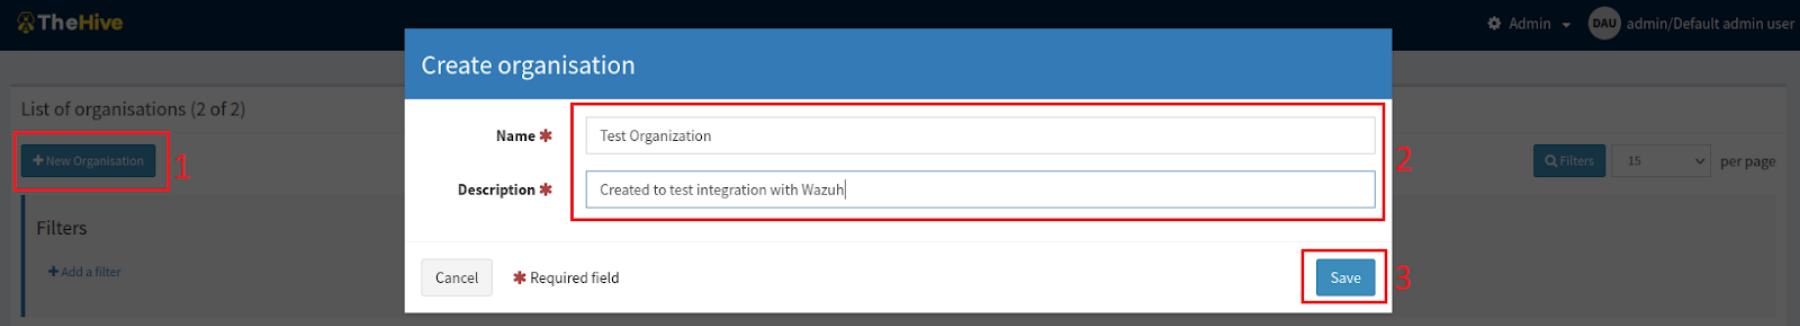 TheHive
Admin
DAU admin/Default admin user
Create organisation
List of organisations (2 of 2)
Name *
Test Organization
+ New Organisation
1
2
Filters
15
per page
Description *
Created to test integration with Wazuh
Filters
+ Add a filter
Cancel
* Required field
Save
3